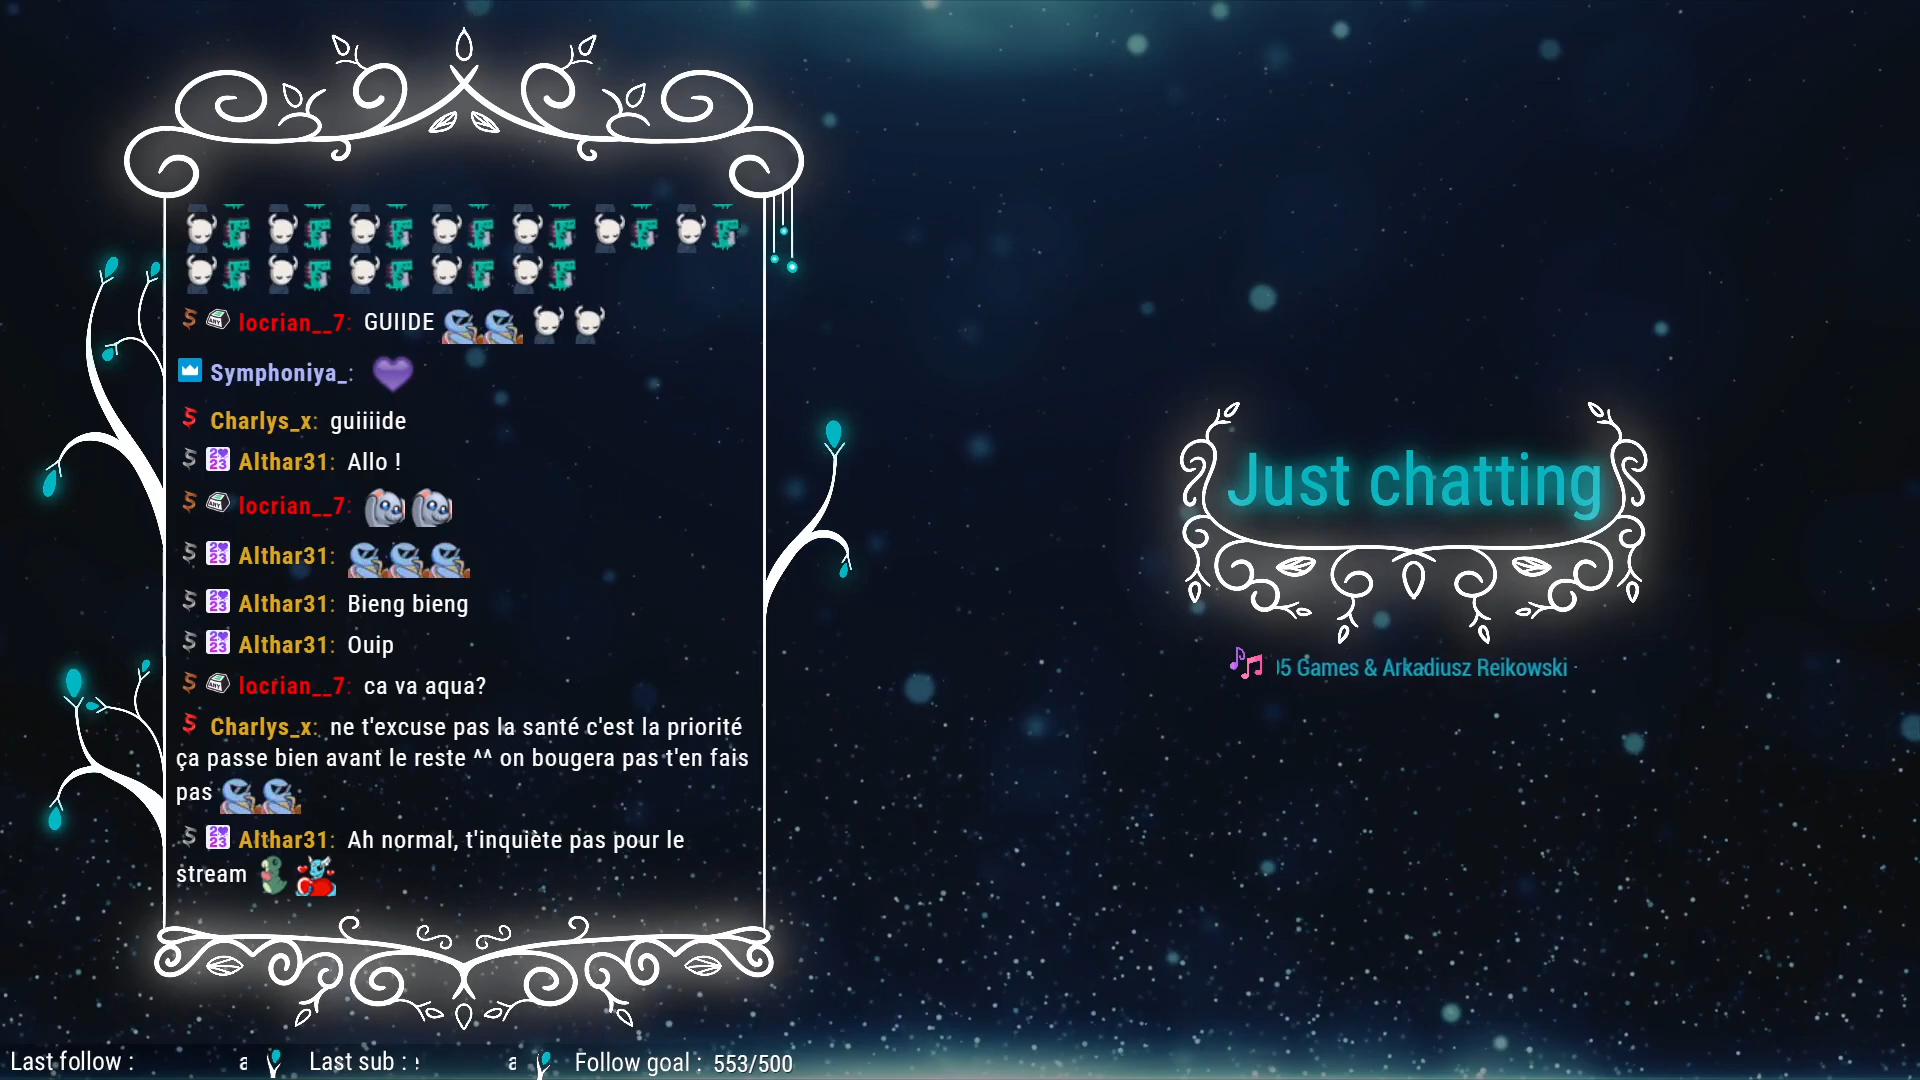 locrian__7: GUIIDE
Symphoniya_:
Charlys_x: guiiiide
Althar31: Allo !
locrian__7:
Althar31:
Althar31: Bieng bieng
Althar31: Ouip
locrian__7: ca va aqua?
Charlys_x: ne t'excuse pas la santé c'est la priorité
ça passe bien avant le reste ^^ on bougera pas t'en fais
pas
Althar31: Ah normal, t'inquiète pas pour le
stream
Just chatting
Games & Arkadiusz Reikowski
Last follow : a Last sub : a Follow goal : 553/500